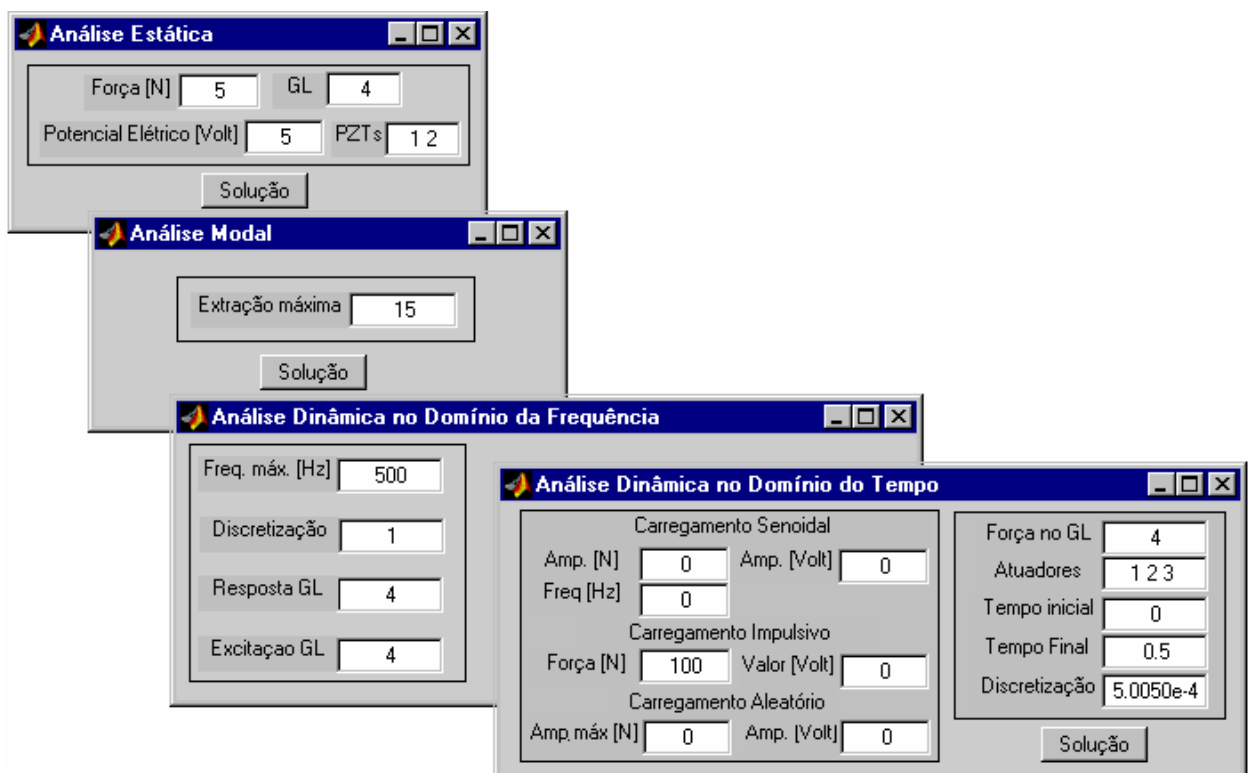 Análise Estática
Força [N] 5 GL 4
Potencial Elétrico [Volt] 5 PZTs 1 2
Solução
Análise Modal
Extração máxima 15
Solução
Análise Dinâmica no Domínio da Frequência
Freq. máx. [Hz] 500
Discretização 1
Resposta GL 4
Excitaçao GL 4
Análise Dinâmica no Domínio do Tempo
Carregamento Senoidal
Amp. [N] 0 Amp. [Volt] 0
Freq [Hz] 0
Carregamento Impulsivo
Força [N] 100 Valor [Volt] 0
Carregamento Aleatório
Amp. máx [N] 0 Amp. [Volt] 0
Força no GL 4
Atuadores 1 2 3
Tempo inicial 0
Tempo Final 0.5
Discretização 5.0050e-4
Solução